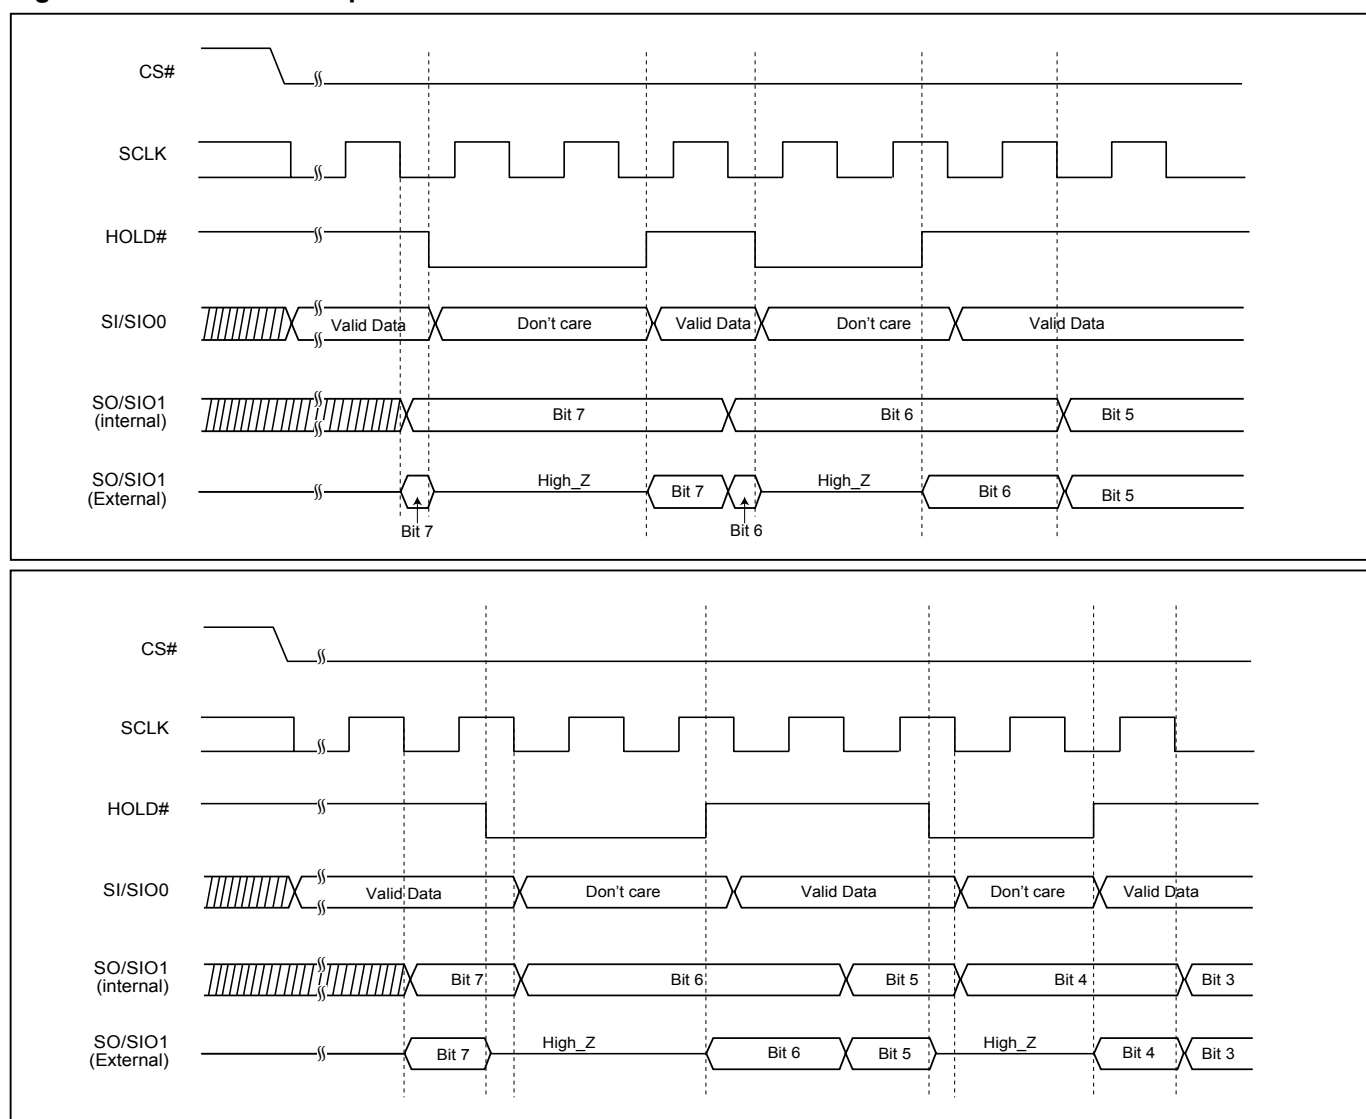 CS#
SCLK
HOLD#
SI/SIO0
Valid Data
Don't care
Valid Data
Don't care
Valid Data
SO/SIO1
(internal)
Bit 7
Bit 6
Bit 5
SO/SIO1
(External)
High_Z
Bit 7
High_Z
Bit 6
Bit 5
Bit 7
Bit 6
CS#
SCLK
HOLD#
SI/SIO0
Valid Data
Don't care
Valid Data
Don't care
Valid Data
SO/SIO1
(internal)
Bit 7
Bit 6
Bit 5
Bit 4
Bit 3
SO/SIO1
(External)
Bit 7
High_Z
Bit 6
Bit 5
High_Z
Bit 4
Bit 3